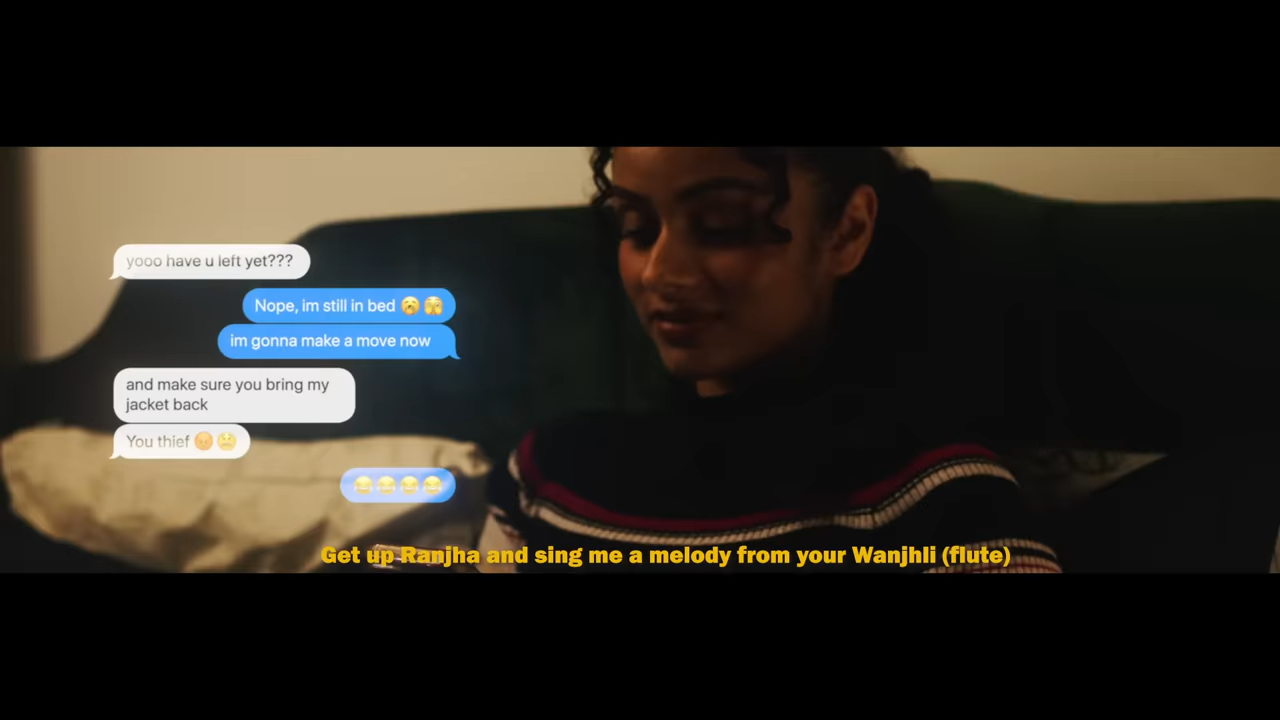 yooo have u left yet???
Nope, im still in bed 🥱🫣
im gonna make a move now
and make sure you bring my
jacket back
You thief 😡😢
😂😂😂😂
Get up Ranjha and sing me a melody from your Wanjhli (flute)